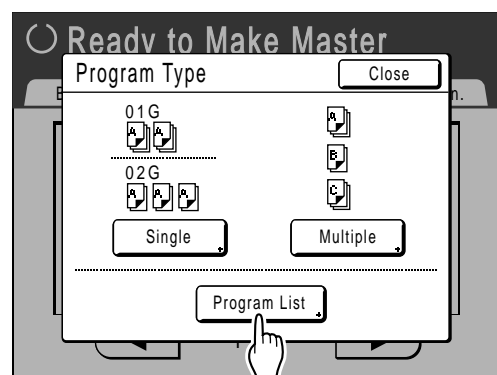 Ready to Make Master
Program Type
Close
01G
A A
A
B
02G
A A A
C
Single
Multiple
Program List